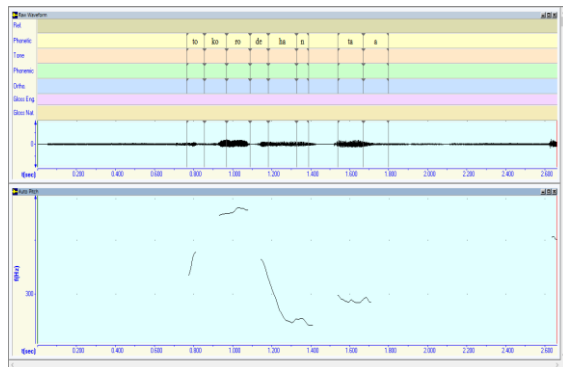 Raw Waveform
Ref.
Phonetic to ko ro de ha n ta a
Tone
Phonemic
Ortho.
Gloss Eng.
Gloss Nat.
0
t(sec) 0.200 0.400 0.600 0.800 1.000 1.200 1.400 1.600 1.800 2.000 2.200 2.400 2.600
Auto Pitch
300
t(sec) 0.200 0.400 0.600 0.800 1.000 1.200 1.400 1.600 1.800 2.000 2.200 2.400 2.600